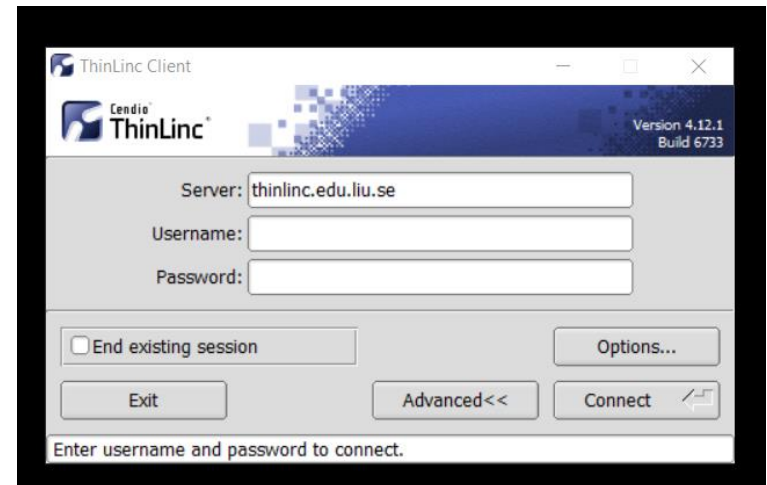 ThinLinc Client
Cendio
ThinLinc
Version 4.12.1
Build 6733
Server: thinlinc.edu.liu.se
Username:
Password:
End existing session
Options...
Exit
Advanced<<
Connect
Enter username and password to connect.